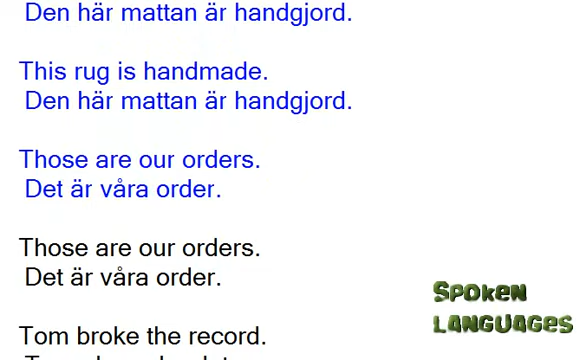 Den här mattan är handgjord.
This rug is handmade.
Den här mattan är handgjord.
Those are our orders.
Det är våra order.
Those are our orders.
Det är våra order.
Tom broke the record.
Spoken
Languages